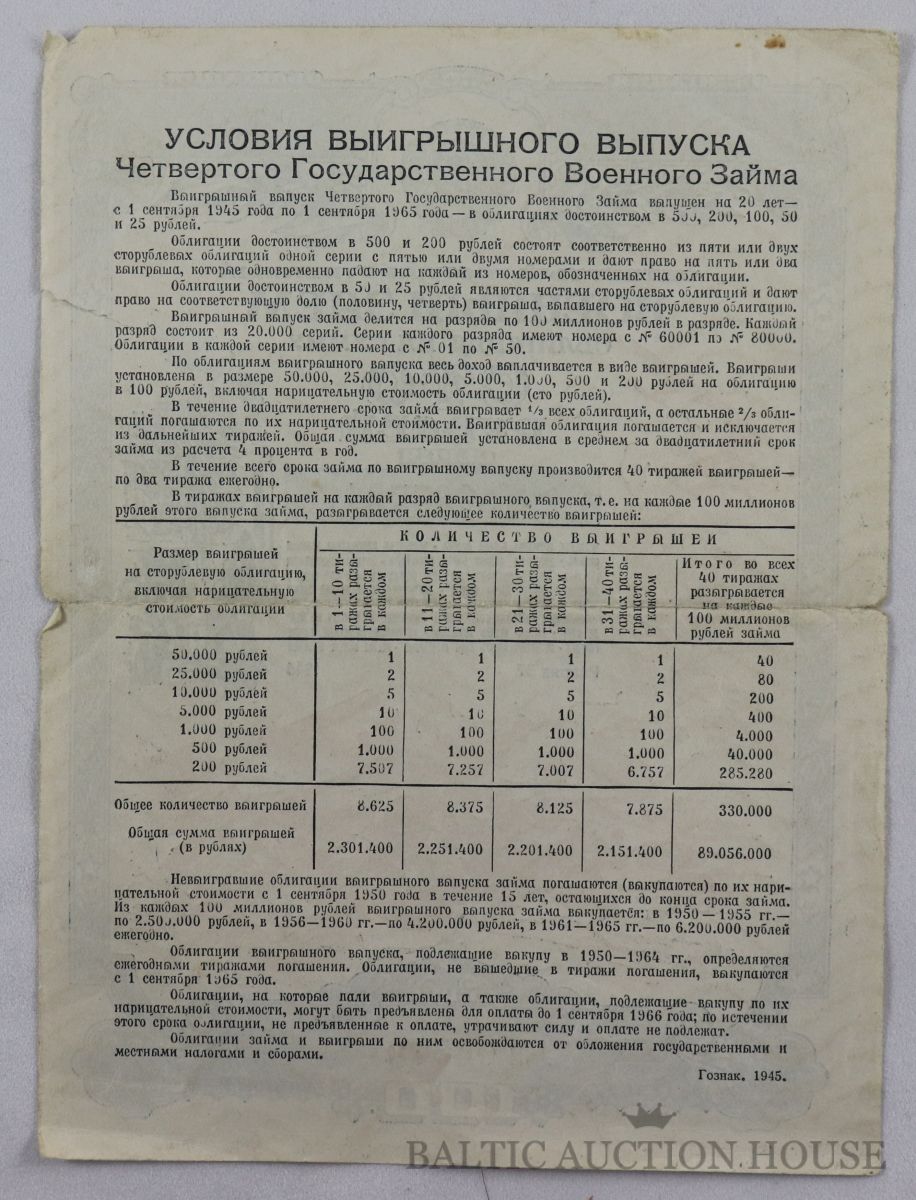 УСЛОВИЯ ВЫИГРЫШНОГО ВЫПУСКА
Четвертого Государственного Военного Займа
Выигрышный выпуск Четвертого Государственного Военного Займа выпущен на 20 лет—
с 1 сентября 1945 года по 1 сентября 1965 года—в облигациях достоинством в 500, 200, 100, 50
и 25 рублей.
Облигации достоинством в 500 и 200 рублей состоят соответственно из пяти или двух
сторублевых облигаций одной серии с пятью или двумя номерами и дают право на пять или два
выигрыша, которые одновременно падают на каждый из номеров, обозначенных на облигации.
Облигации достоинством в 50 и 25 рублей являются частями сторублевых облигаций и дают
право на соответствующую долю (половину, четверть) выигрыша, выпавшего на сторублевую облигацию.
Выигрышный выпуск займа делится на разряды по 100 миллионов рублей в разряде. Каждый
разряд состоит из 20.000 серий. Серии каждого разряда имеют номера с № 60001 по № 80000.
Облигации в каждой серии имеют номера с № 01 по № 50.
По облигациям выигрышного выпуска весь доход выплачивается в виде выигрышей. Выигрыши
установлены в размере 50.000, 25.000, 10.000, 5.000, 1.000, 500 и 200 рублей на облигацию
в 100 рублей, включая нарицательную стоимость облигации (сто рублей).
В течение двадцатилетнего срока займа выигрывает 1/3 всех облигаций, а остальные 2/3 обли-
гаций погашаются по их нарицательной стоимости. Выигравшая облигация погашается и исключается
из дальнейших тиражей. Общая сумма выигрышей установлена в среднем за двадцатилетний срок
займа из расчета 4 процента в год.
В течение всего срока займа по выигрышному выпуску производится 40 тиражей выигрышей—
по два тиража ежегодно.
В тиражах выигрышей на каждый разряд выигрышного выпуска, т.е. на каждые 100 миллионов
рублей этого выпуска займа, разыгрывается следующее количество выигрышей:
Размер выигрышей
на сторублевую облигацию,
включая нарицательную
стоимость облигации
КОЛИЧЕСТВО ВЫИГРЫШЕЙ
в 1—10 ти-
ражах разы-
грывается
в каждом
в 11—20 ти-
ражах разы-
грывается
в каждом
в 21—30 ти-
ражах разы-
грывается
в каждом
в 31—40 ти-
ражах разы-
грывается
в каждом
Итого во всех
40 тиражах
разыгрывается
на каждые
100 миллионов
рублей займа
50.000 рублей 1 1 1 1 40
25.000 рублей 2 2 2 2 80
10.000 рублей 5 5 5 5 200
5.000 рублей 10 10 10 10 400
1.000 рублей 100 100 100 100 4.000
500 рублей 1.000 1.000 1.000 1.000 40.000
200 рублей 7.507 7.257 7.007 6.757 285.280
Общее количество выигрышей 8.625 8.375 8.125 7.875 330.000
Общая сумма выигрышей
(в рублях) 2.301.400 2.251.400 2.201.400 2.151.400 89.056.000
Невыигравшие облигации выигрышного выпуска займа погашаются (выкупаются) по их нари-
цательной стоимости с 1 сентября 1950 года в течение 15 лет, остающихся до конца срока займа.
Из каждых 100 миллионов рублей выигрышного выпуска займа выкупается: в 1950—1955 гг.—
по 2.500.000 рублей, в 1956—1960 гг.—по 4.200.000 рублей, в 1961—1965 гг.—по 6.200.000 рублей
ежегодно.
Облигации выигрышного выпуска, подлежащие выкупу в 1950—1964 гг., определяются
ежегодными тиражами погашения. Облигации, не вышедшие в тиражи погашения, выкупаются
с 1 сентября 1965 года.
Облигации, на которые пали выигрыши, а также облигации, подлежащие выкупу по их
нарицательной стоимости, могут быть предъявлены для оплаты до 1 сентября 1966 года; по истечении
этого срока облигации, не предъявленные к оплате, утрачивают силу и оплате не подлежат.
Облигации займа и выигрыши по ним освобождаются от обложения государственными и
местными налогами и сборами.
Гознак. 1945.
BALTIC AUCTION HOUSE